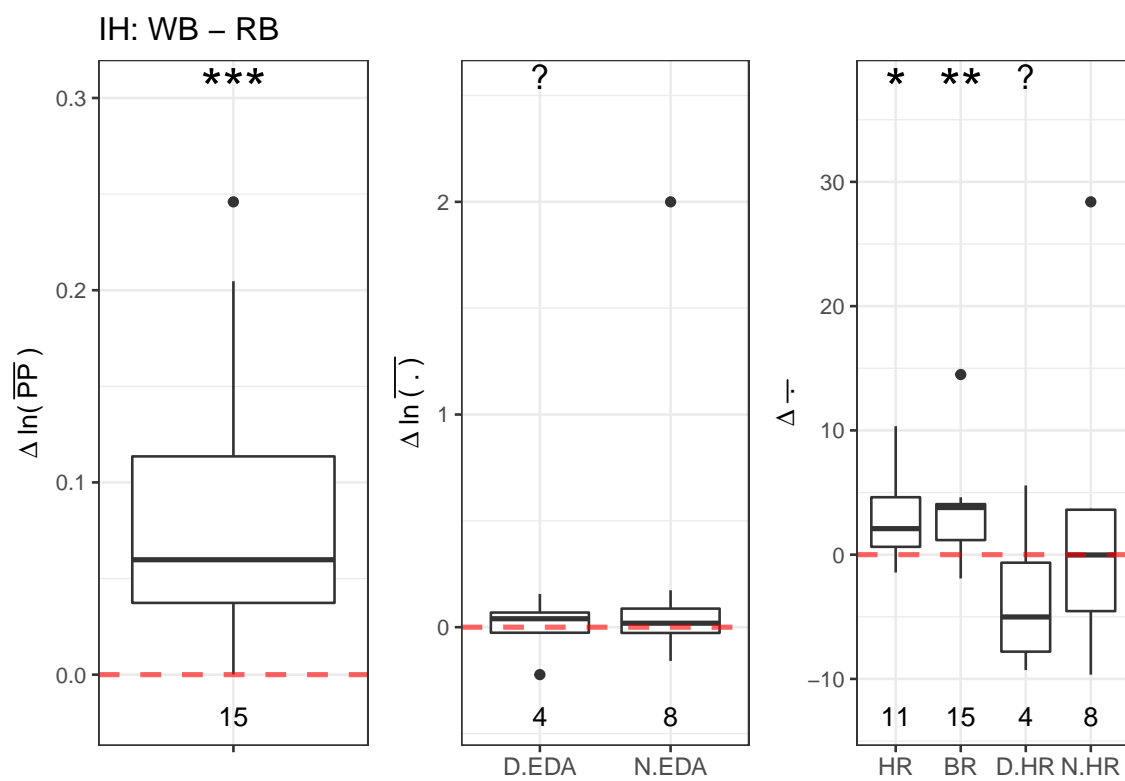 IH: WB − RB
Δ ln( PP )
0.3
0.2
0.1
0.0
***
15
Δ ln ( . )
2
1
0
?
4
8
D.EDA
N.EDA
Δ .
30
20
10
0
−10
*
**
?
11
15
4
8
HR
BR
D.HR
N.HR